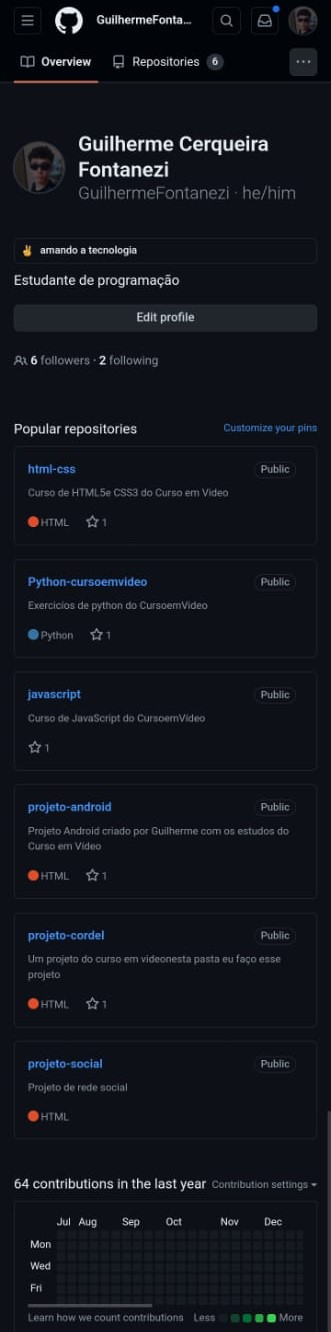 GuilhermeFonta...
Overview
Repositories 6
Guilherme Cerqueira
Fontanezi
GuilhermeFontanezi · he/him
✌️ amando a tecnologia
Estudante de programação
Edit profile
6 followers · 2 following
Popular repositories
Customize your pins
html-css
Public
Curso de HTML5e CSS3 do Curso em Video
HTML 1
Python-cursoemvideo
Public
Exercicios de python do CursoemVideo
Python 1
javascript
Public
Curso de JavaScript do CursoemVideo
1
projeto-android
Public
Projeto Android criado por Guilherme com os estudos do
Curso em Vídeo
HTML 1
projeto-cordel
Public
Um projeto do curso em videonesta pasta eu faço esse
projeto
HTML 1
projeto-social
Public
Projeto de rede social
HTML
64 contributions in the last year
Contribution settings
Jul Aug Sep Oct Nov Dec
Mon
Wed
Fri
Learn how we count contributions
Less More